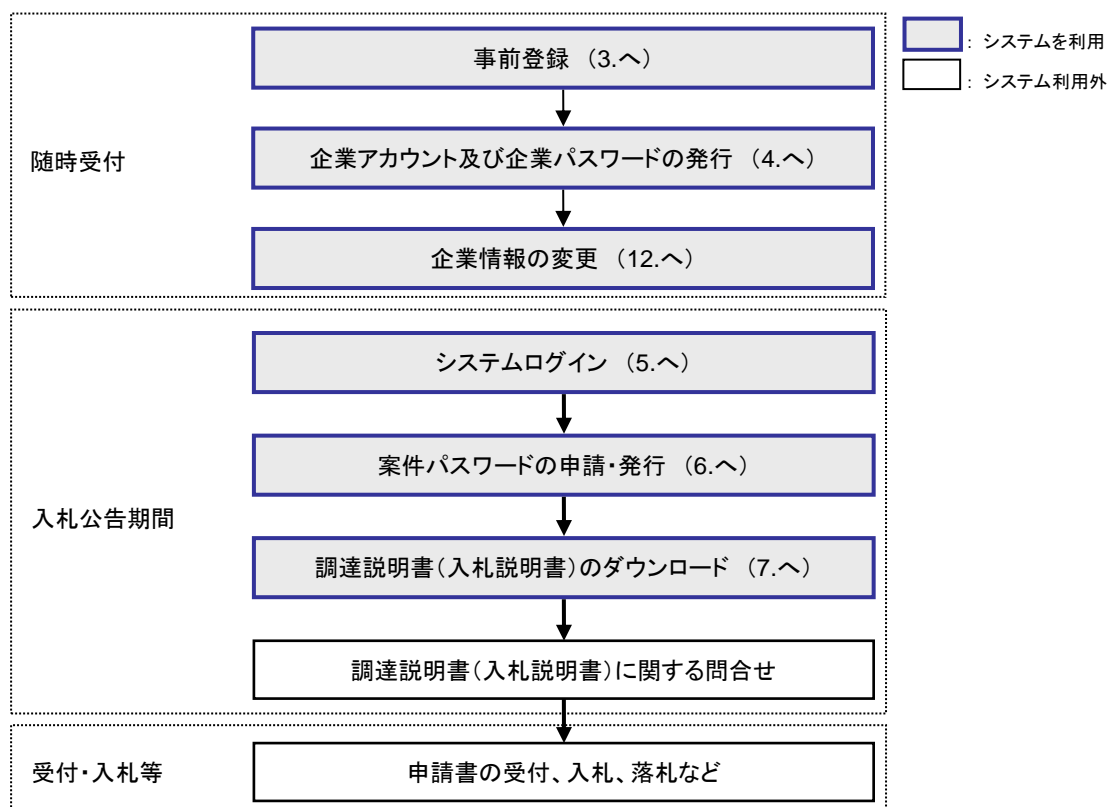 事前登録 (3.へ)
: システムを利用
: システム利用外
随時受付
企業アカウント及び企業パスワードの発行 (4.へ)
企業情報の変更 (12.へ)
システムログイン (5.へ)
案件パスワードの申請・発行 (6.へ)
入札公告期間
調達説明書(入札説明書)のダウンロード (7.へ)
調達説明書(入札説明書)に関する問合せ
受付・入札等
申請書の受付、入札、落札など